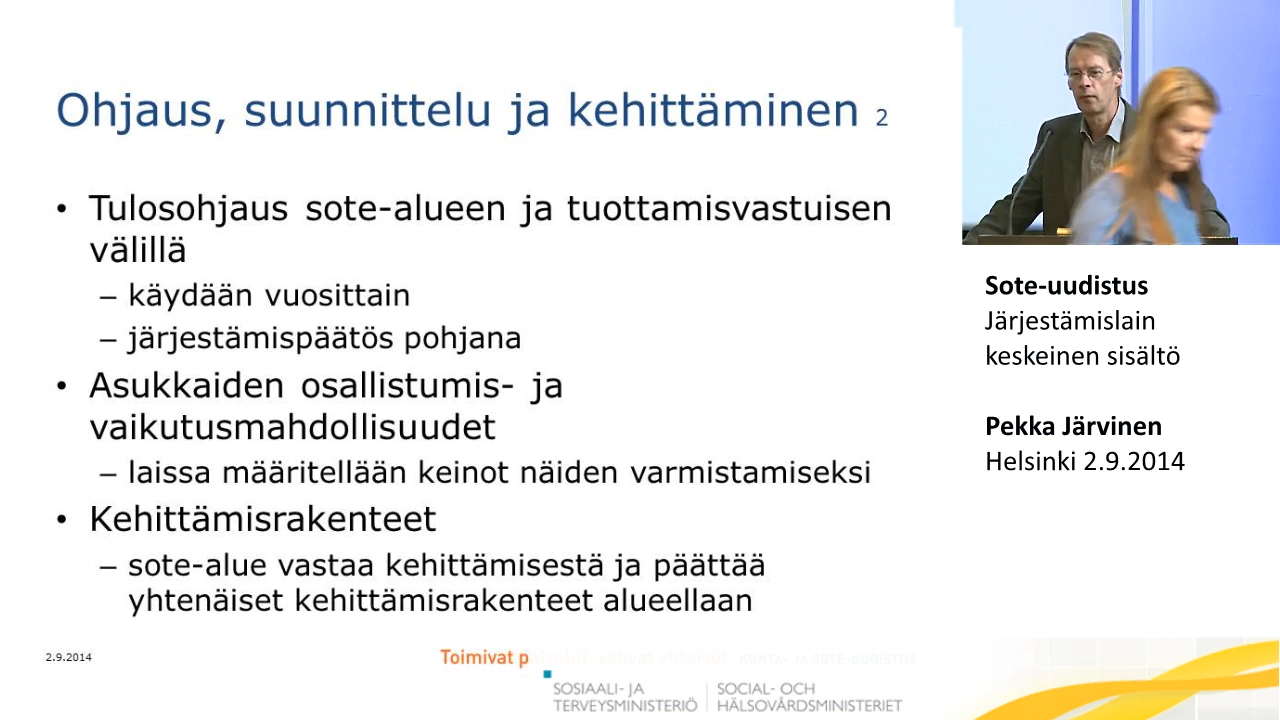 Ohjaus, suunnittelu ja kehittäminen 2
• Tulosohjaus sote-alueen ja tuottamisvastuisen
välillä
– käydään vuosittain
– järjestämispäätös pohjana
• Asukkaiden osallistumis- ja
vaikutusmahdollisuudet
– laissa määritellään keinot näiden varmistamiseksi
• Kehittämisrakenteet
– sote-alue vastaa kehittämisestä ja päättää
yhtenäiset kehittämisrakenteet alueellaan
2.9.2014
Toimivat p
KUNTA- JA SOTE-UUDISTUS
SOSIAALI- JA
TERVEYSMINISTERIÖ
SOCIAL- OCH
HÄLSOVÅRDSMINISTERIET
Sote-uudistus
Järjestämislain
keskeinen sisältö
Pekka Järvinen
Helsinki 2.9.2014